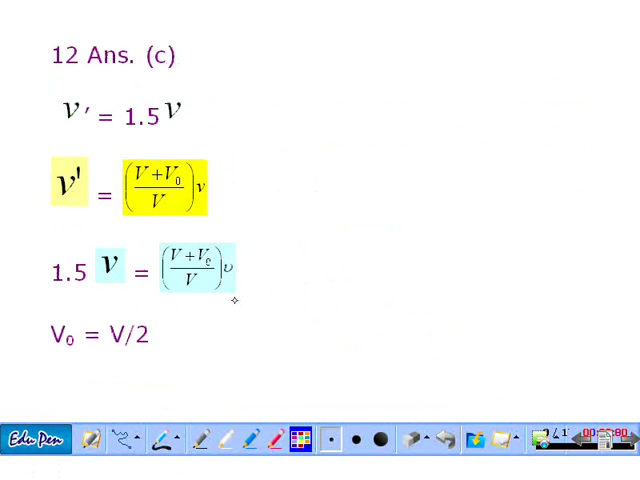 12 Ans. (c)
ν' = 1.5 ν
ν' = ((V + V₀)/V) ν
1.5 ν = ((V + V₀)/V) υ
V₀ = V/2
Edu Pen